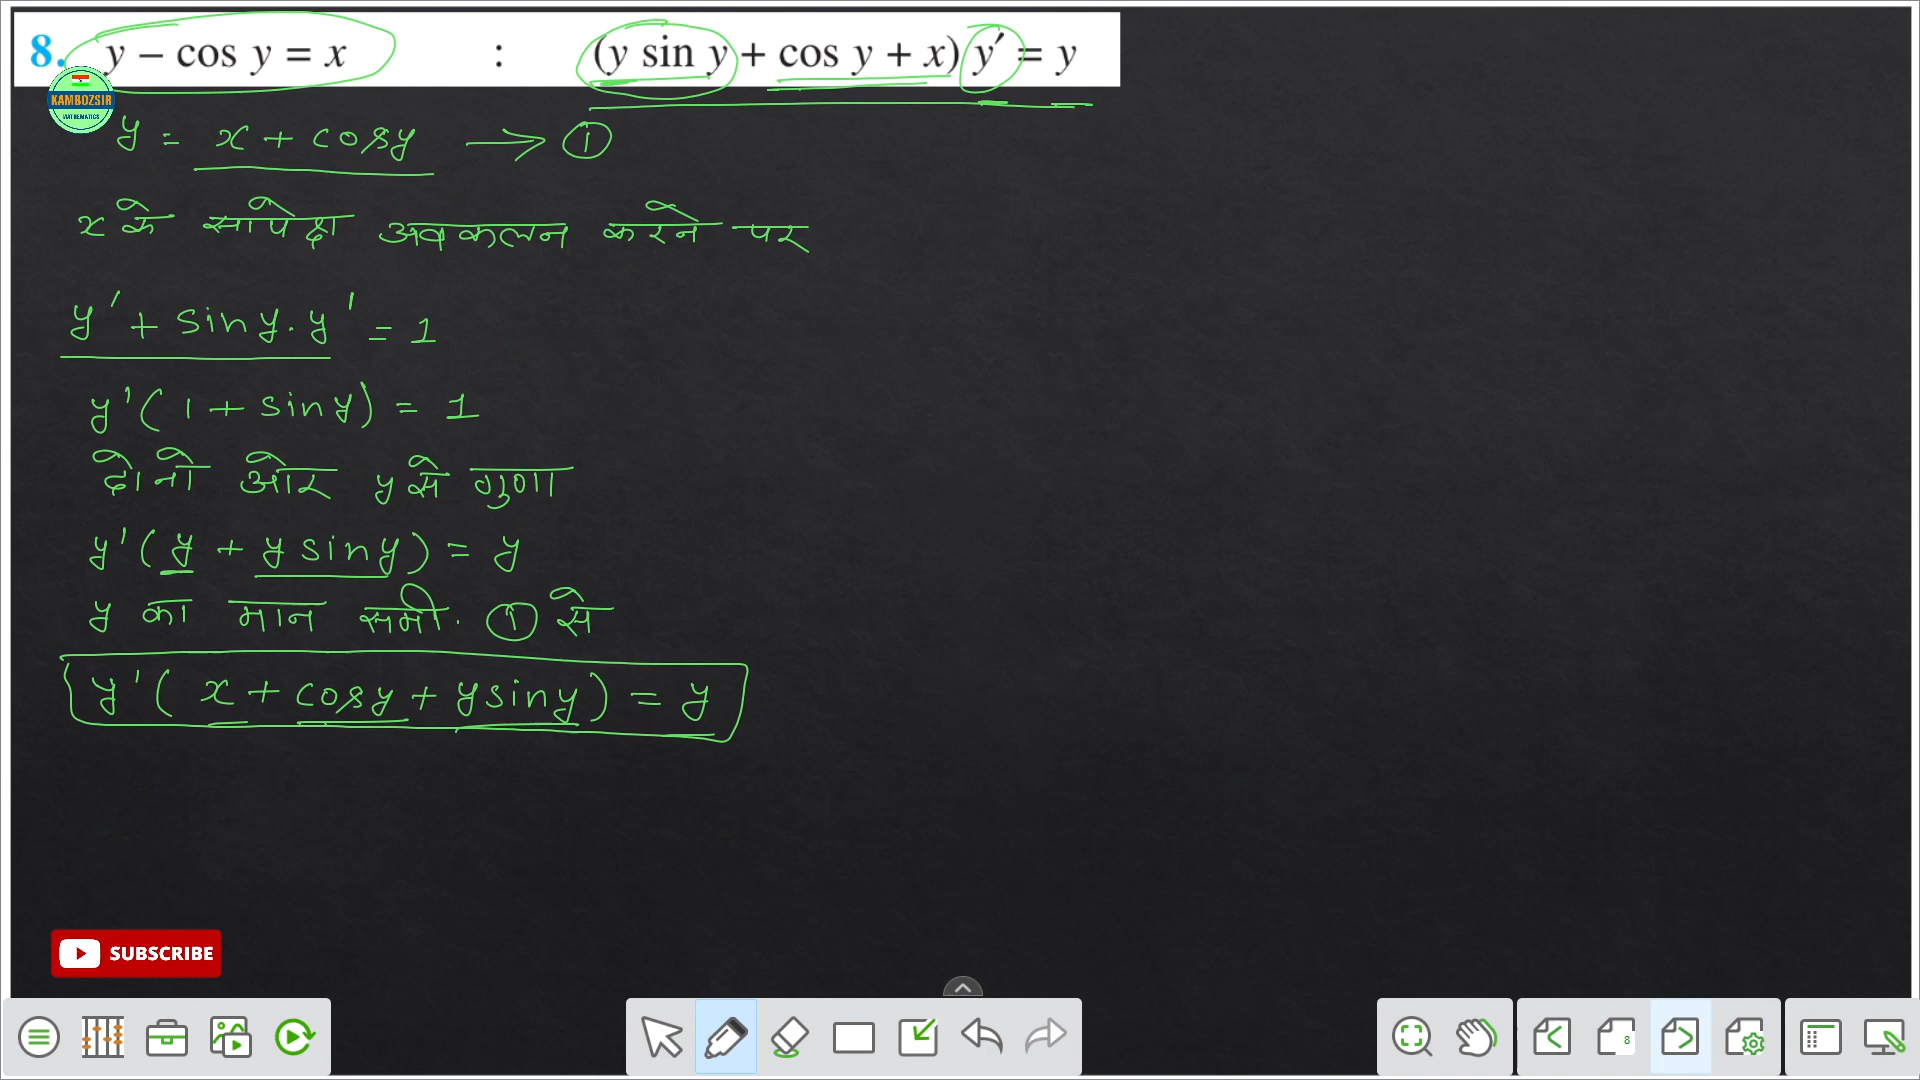 8. y – cos y = x : (y sin y + cos y + x) y′ = y
KAMBOZSIR
MATHEMATICS
y = x + cosy → ①
x के सापेक्ष अवकलन करने पर
y' + siny.y' = 1
y'(1 + siny) = 1
दोनो ओर y से गुणा
y'(y + y siny) = y
y का मान समी. ① से
y'( x + cosy + ysiny) = y
SUBSCRIBE
8